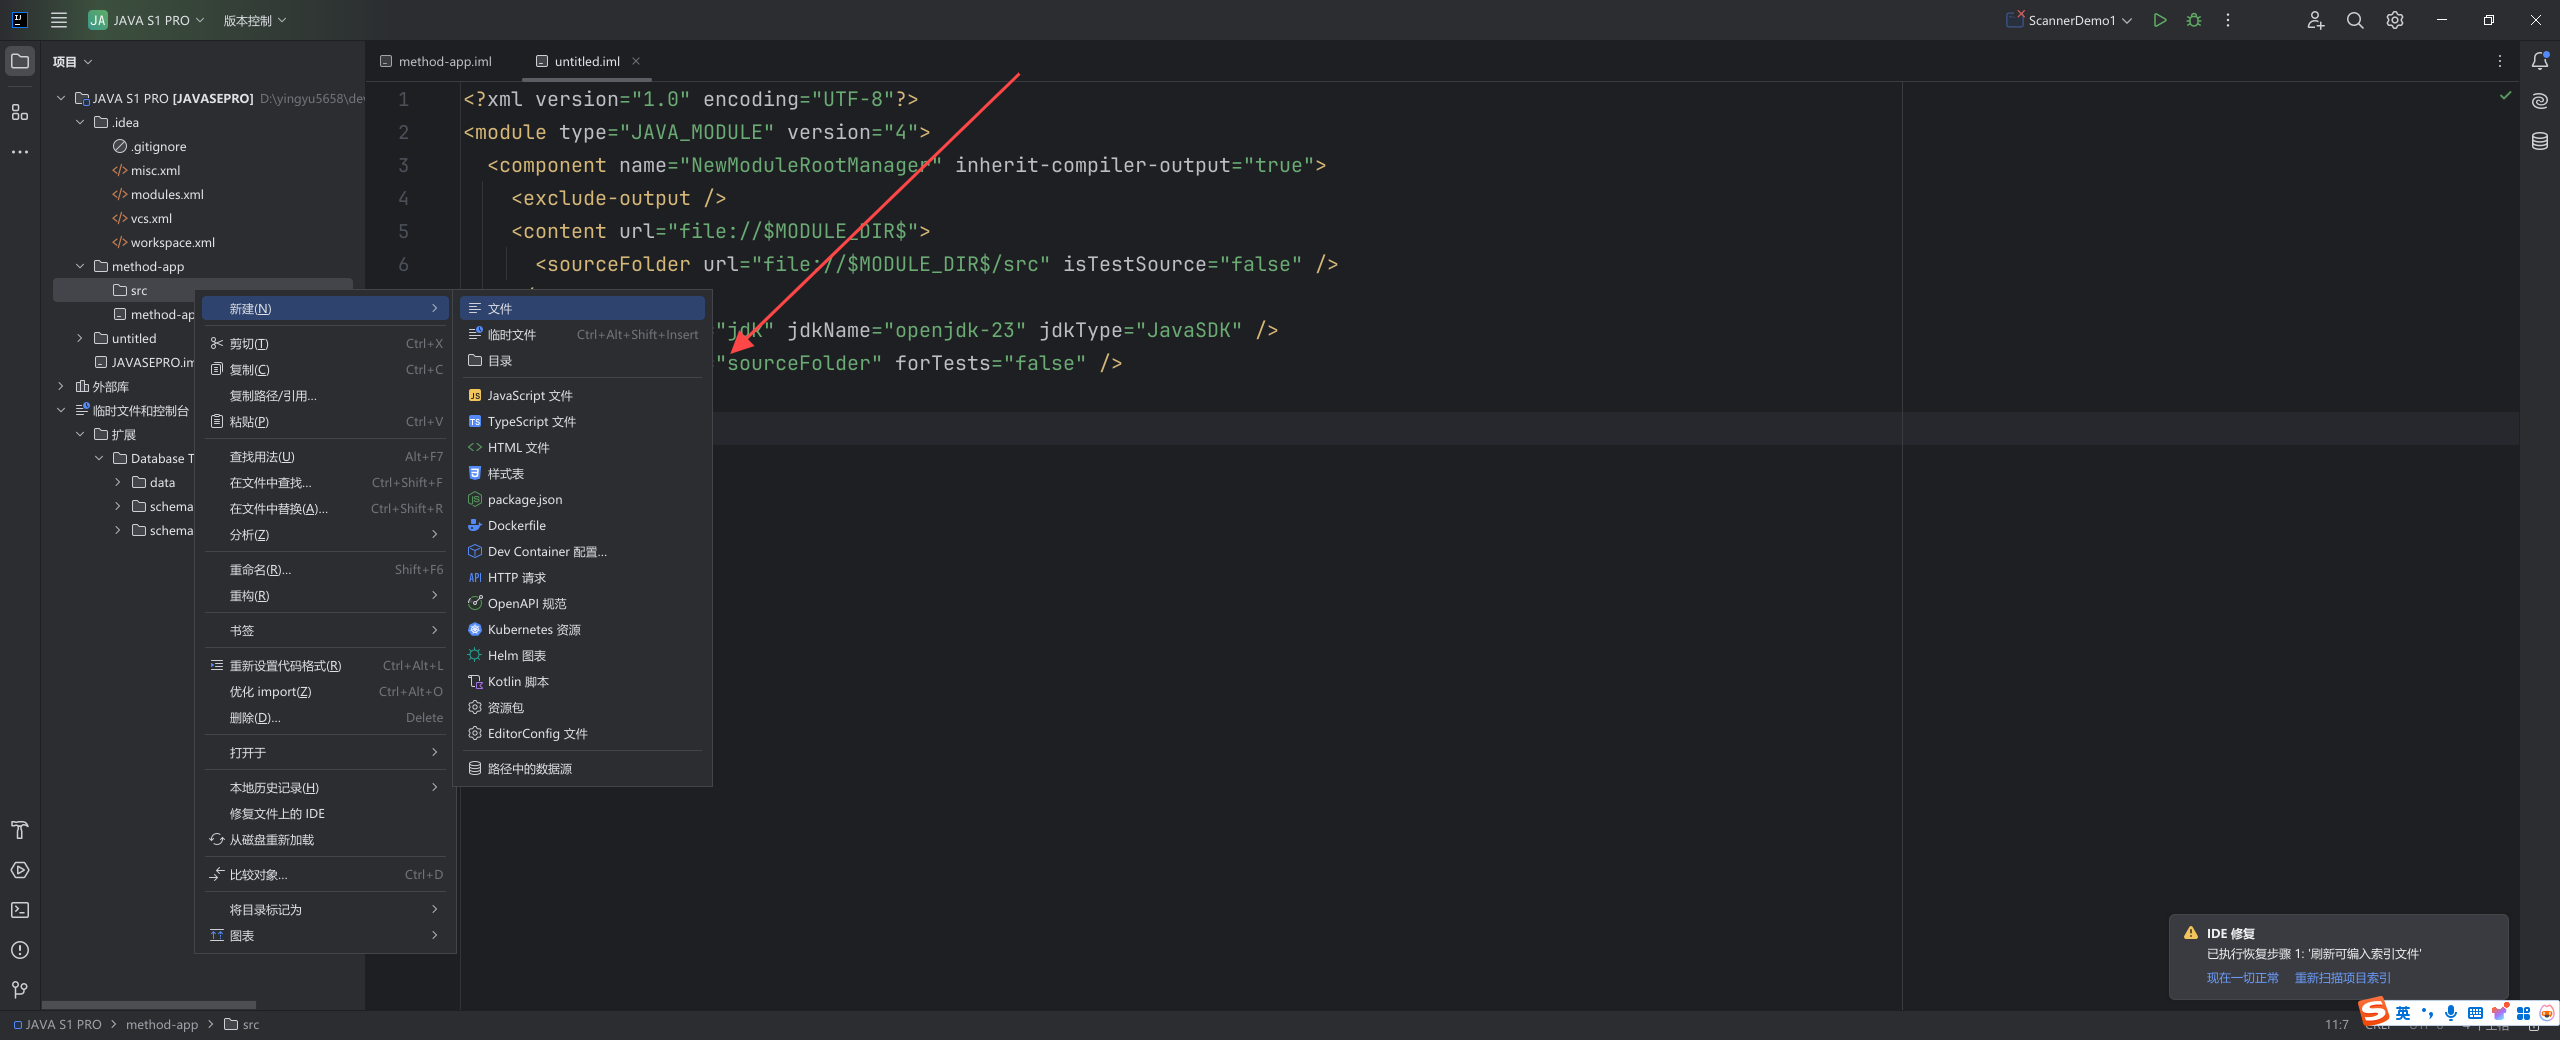 JA JAVA S1 PRO 版本控制 ScannerDemo1
项目
method-app.iml untitled.iml
JAVA S1 PRO [JAVASEPRO] D:\yingyu5658\de
.idea
.gitignore
misc.xml
modules.xml
vcs.xml
workspace.xml
method-app
src
method-ap
untitled
JAVASEPRO.im
外部库
临时文件和控制台
扩展
Database T
data
schema
schema
1 <?xml version="1.0" encoding="UTF-8"?>
2 <module type="JAVA_MODULE" version="4">
3 <component name="NewModuleRootManager" inherit-compiler-output="true">
4 <exclude-output />
5 <content url="file://$MODULE_DIR$">
6 <sourceFolder url="file://$MODULE_DIR$/src" isTestSource="false" />
"jdk" jdkName="openjdk-23" jdkType="JavaSDK" />
"sourceFolder" forTests="false" />
新建(N)
剪切(T) Ctrl+X
复制(C) Ctrl+C
复制路径/引用...
粘贴(P) Ctrl+V
查找用法(U) Alt+F7
在文件中查找... Ctrl+Shift+F
在文件中替换(A)... Ctrl+Shift+R
分析(Z)
重命名(R)... Shift+F6
重构(R)
书签
重新设置代码格式(R) Ctrl+Alt+L
优化 import(Z) Ctrl+Alt+O
删除(D)... Delete
打开于
本地历史记录(H)
修复文件上的 IDE
从磁盘重新加载
比较对象... Ctrl+D
将目录标记为
图表
文件
临时文件 Ctrl+Alt+Shift+Insert
目录
JavaScript 文件
TypeScript 文件
HTML 文件
样式表
package.json
Dockerfile
Dev Container 配置...
HTTP 请求
OpenAPI 规范
Kubernetes 资源
Helm 图表
Kotlin 脚本
资源包
EditorConfig 文件
路径中的数据源
IDE 修复
已执行恢复步骤 1: '刷新可编入索引文件'
现在一切正常 重新扫描项目索引
JAVA S1 PRO > method-app > src
11:7
英